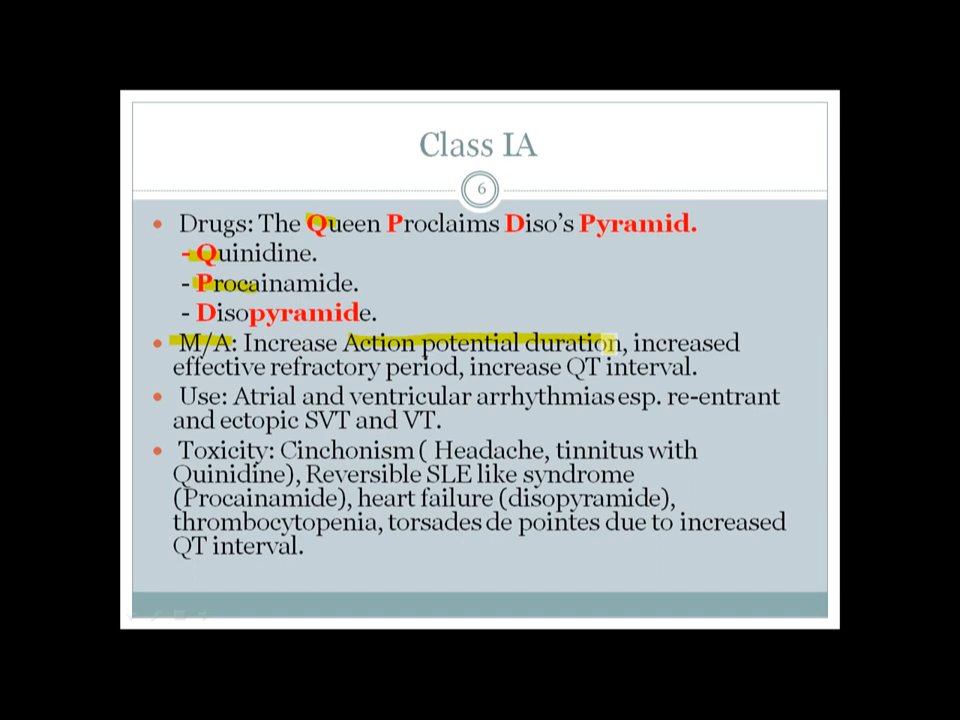 Class IA
6
• Drugs: The Queen Proclaims Diso's Pyramid.
- Quinidine.
- Procainamide.
- Disopyramide.
• M/A: Increase Action potential duration, increased
effective refractory period, increase QT interval.
• Use: Atrial and ventricular arrhythmias esp. re-entrant
and ectopic SVT and VT.
• Toxicity: Cinchonism ( Headache, tinnitus with
Quinidine), Reversible SLE like syndrome
(Procainamide), heart failure (disopyramide),
thrombocytopenia, torsades de pointes due to increased
QT interval.